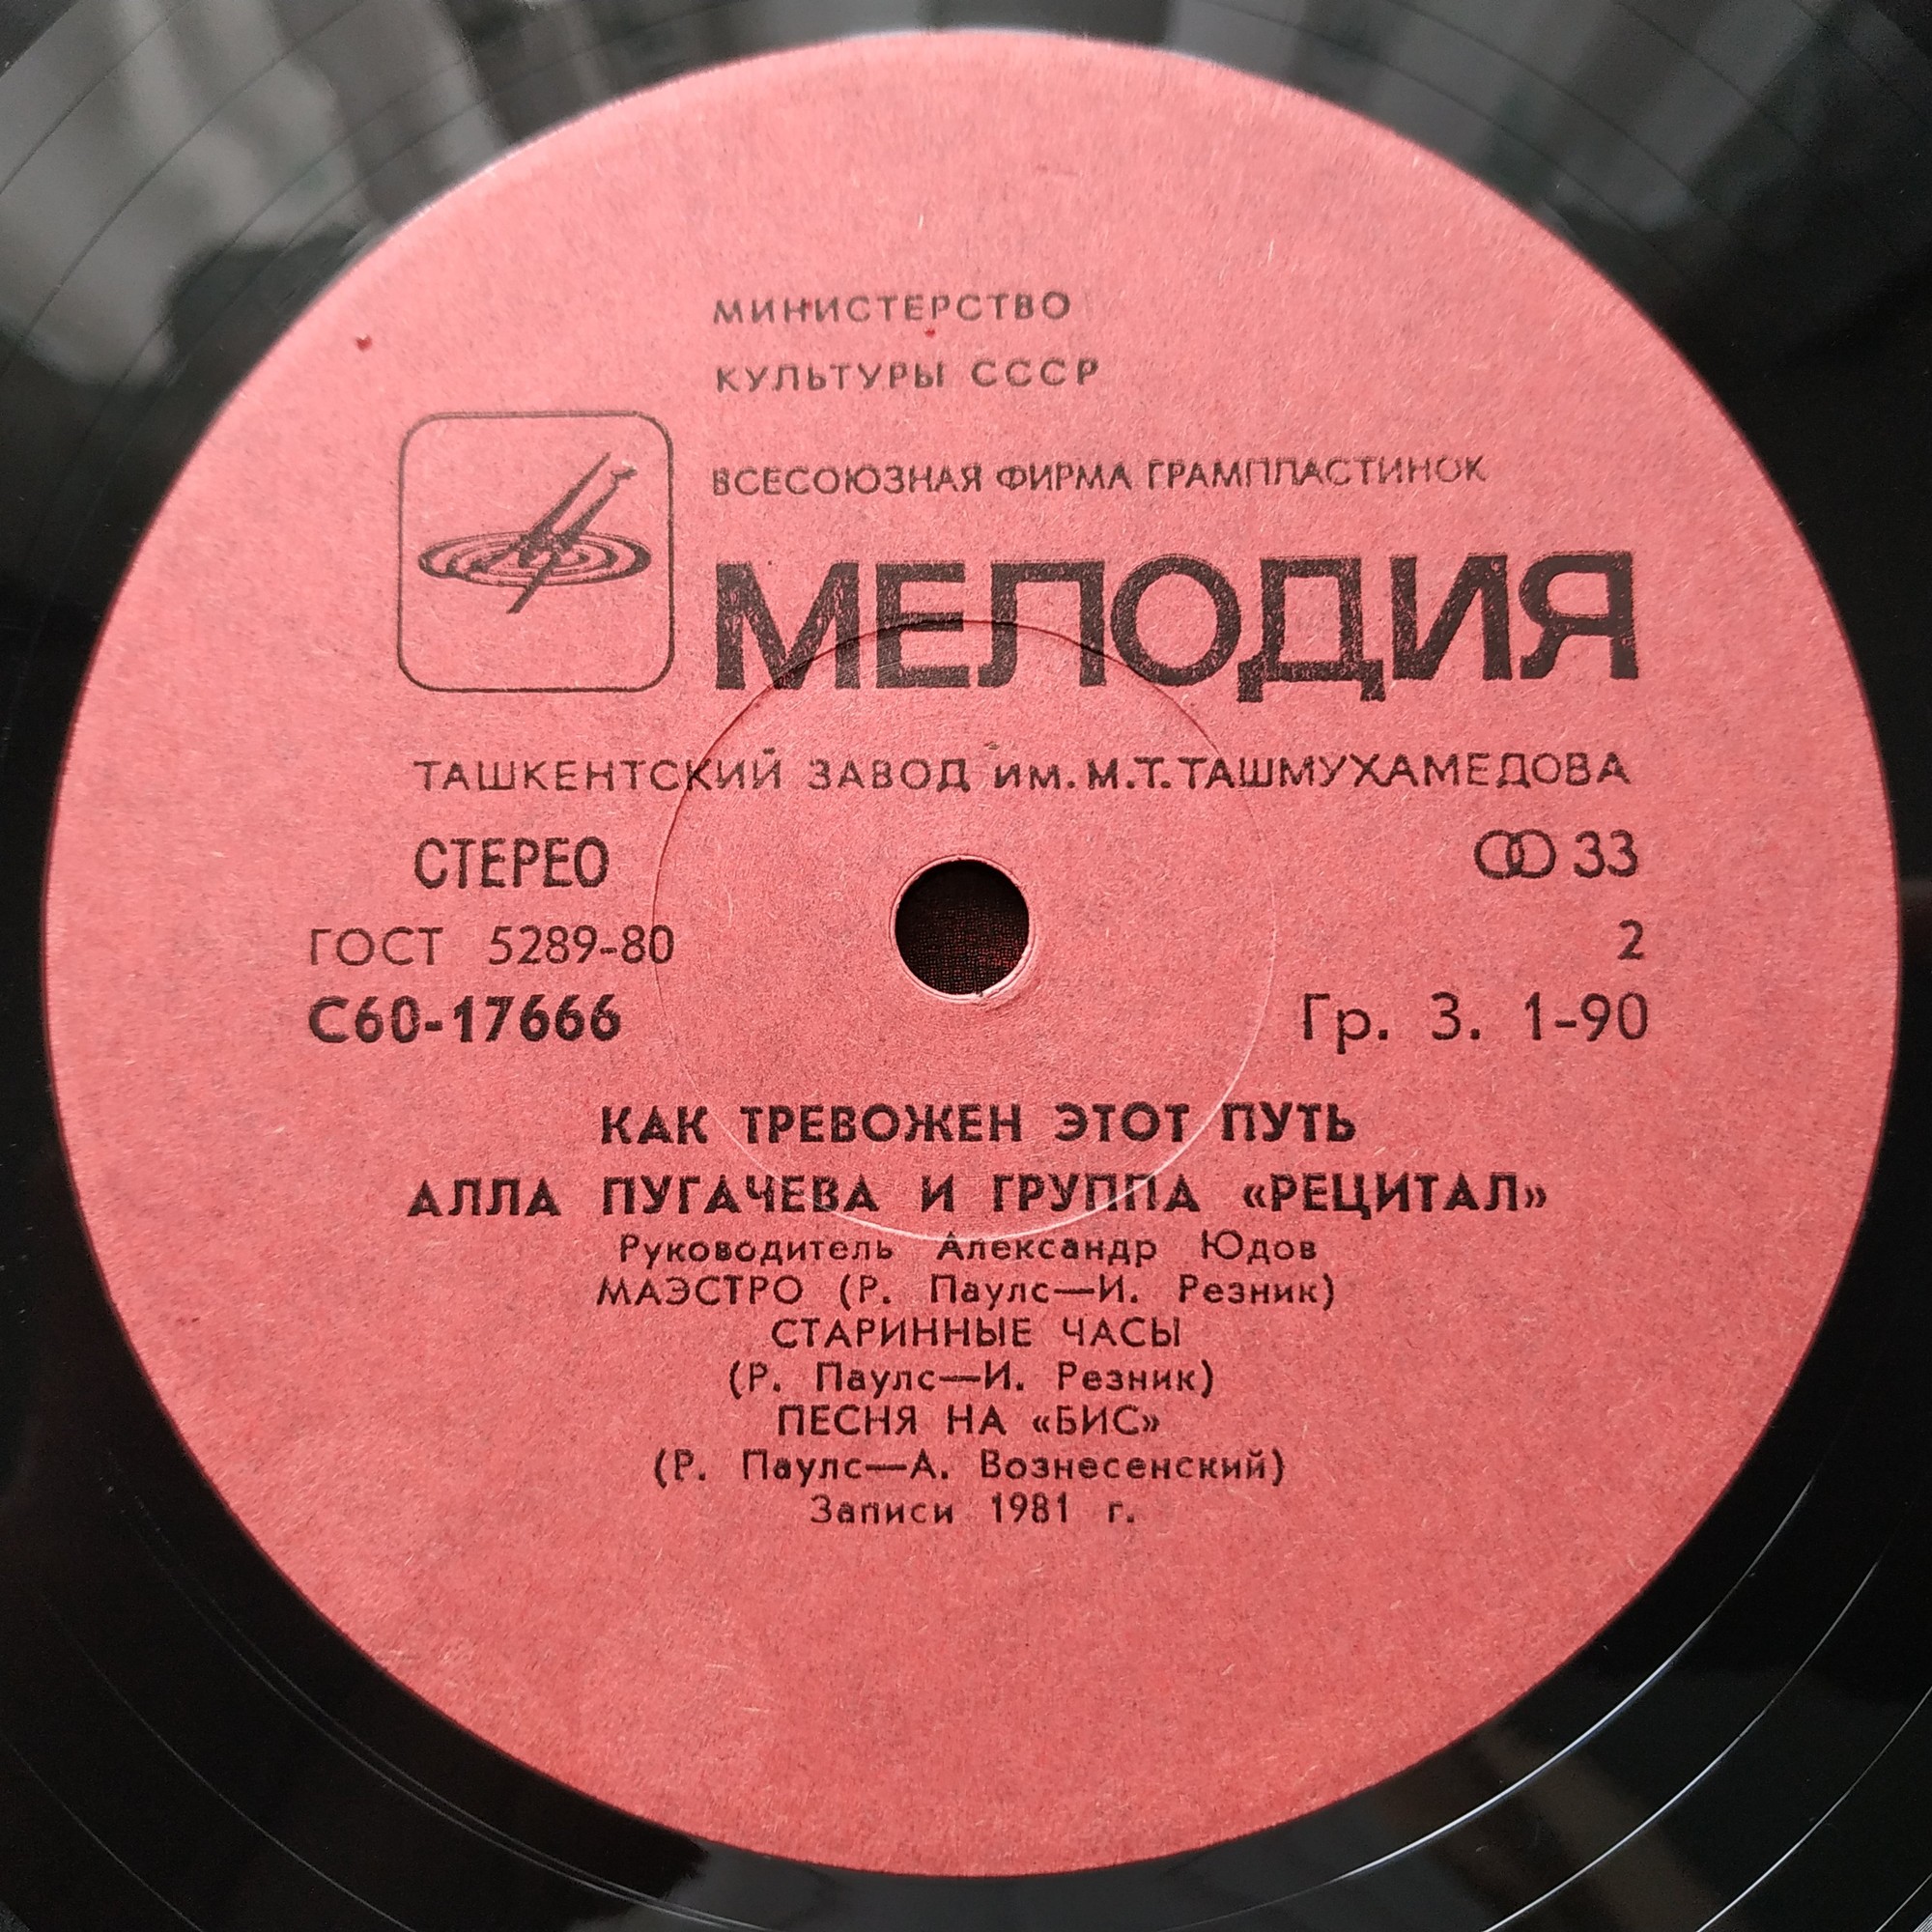 МИНИСТЕРСТВО
КУЛЬТУРЫ СССР
ВСЕСОЮЗНАЯ ФИРМА ГРАМПЛАСТИНОК
МЕЛОДИЯ
ТАШКЕНТСКИЙ ЗАВОД им. М.Т.ТАШМУХАМЕДОВА
СТЕРЕО 33
ГОСТ 5289-80 2
С60-17666 Гр. 3. 1-90
КАК ТРЕВОЖЕН ЭТОТ ПУТЬ
АЛЛА ПУГАЧЕВА И ГРУППА «РЕЦИТАЛ»
Руководитель Александр Юдов
МАЭСТРО (Р. Паулс—И. Резник)
СТАРИННЫЕ ЧАСЫ
(Р. Паулс—И. Резник)
ПЕСНЯ НА «БИС»
(Р. Паулс—А. Вознесенский)
Записи 1981 г.